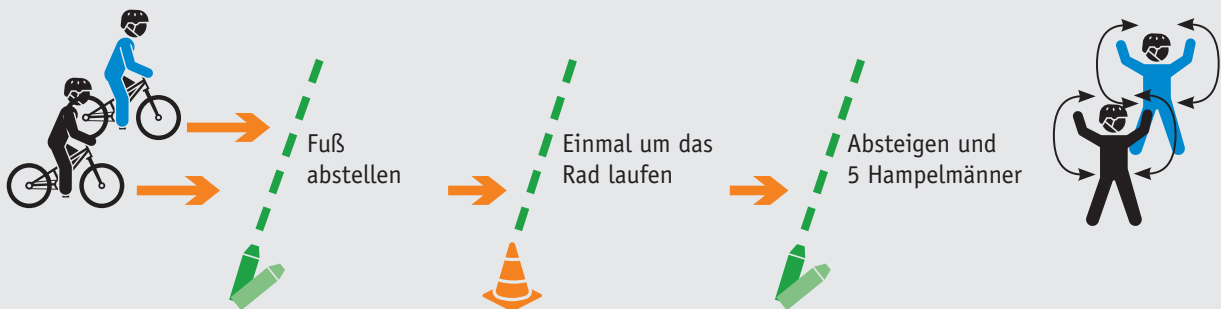 Fuß
abstellen
Einmal um das
Rad laufen
Absteigen und
5 Hampelmänner